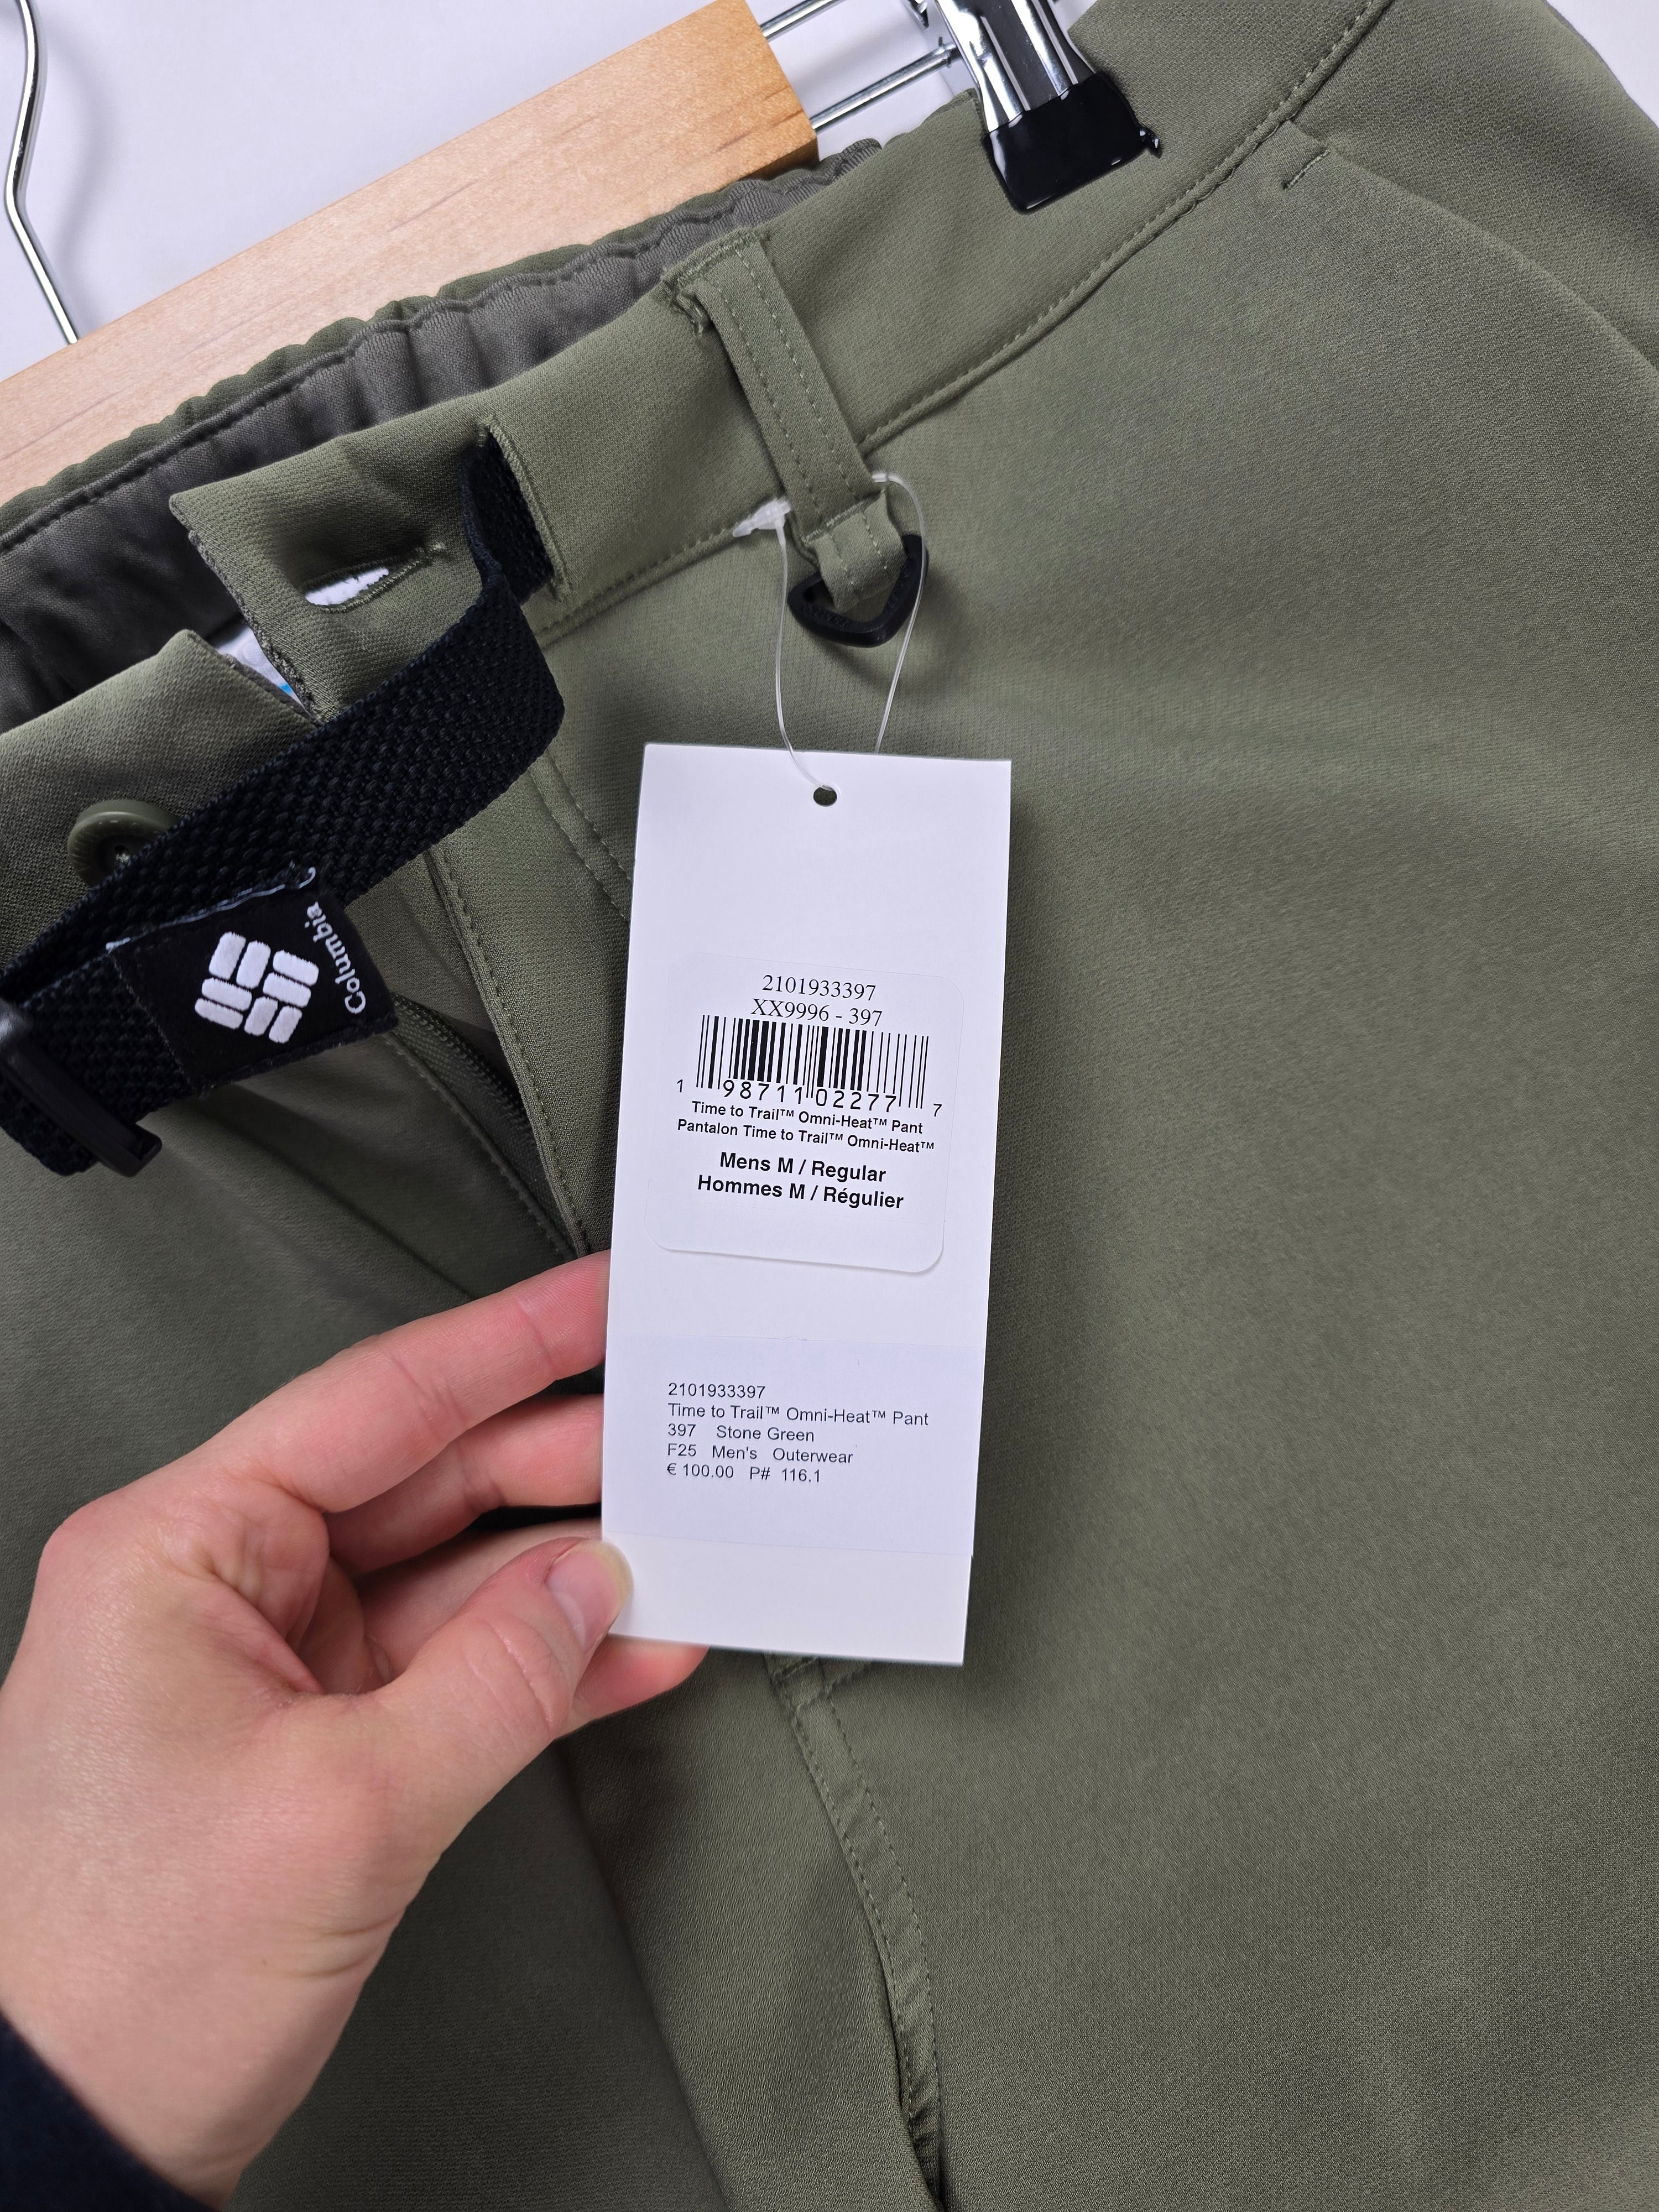 Columbia
2101933397
XX9996 - 397
1 98711 02277 7
Time to Trail™ Omni-Heat™ Pant
Pantalon Time to Trail™ Omni-Heat™
Mens M / Regular
Hommes M / Régulier
2101933397
Time to Trail™ Omni-Heat™ Pant
397 Stone Green
F25 Men's Outerwear
€ 100.00 P# 116.1